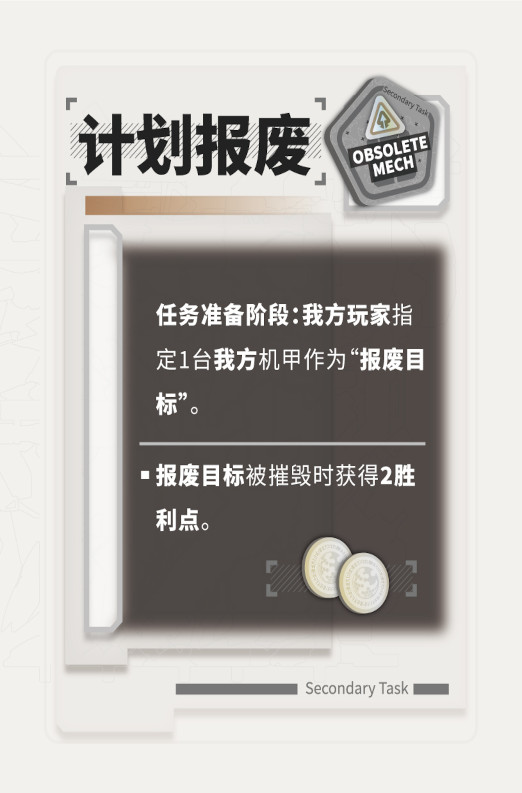 计划报废
Secondary Task
OBSOLETE
MECH
任务准备阶段：我方玩家指
定1台我方机甲作为“报废目
标”。
▪ 报废目标被摧毁时获得2胜
利点。
Secondary Task